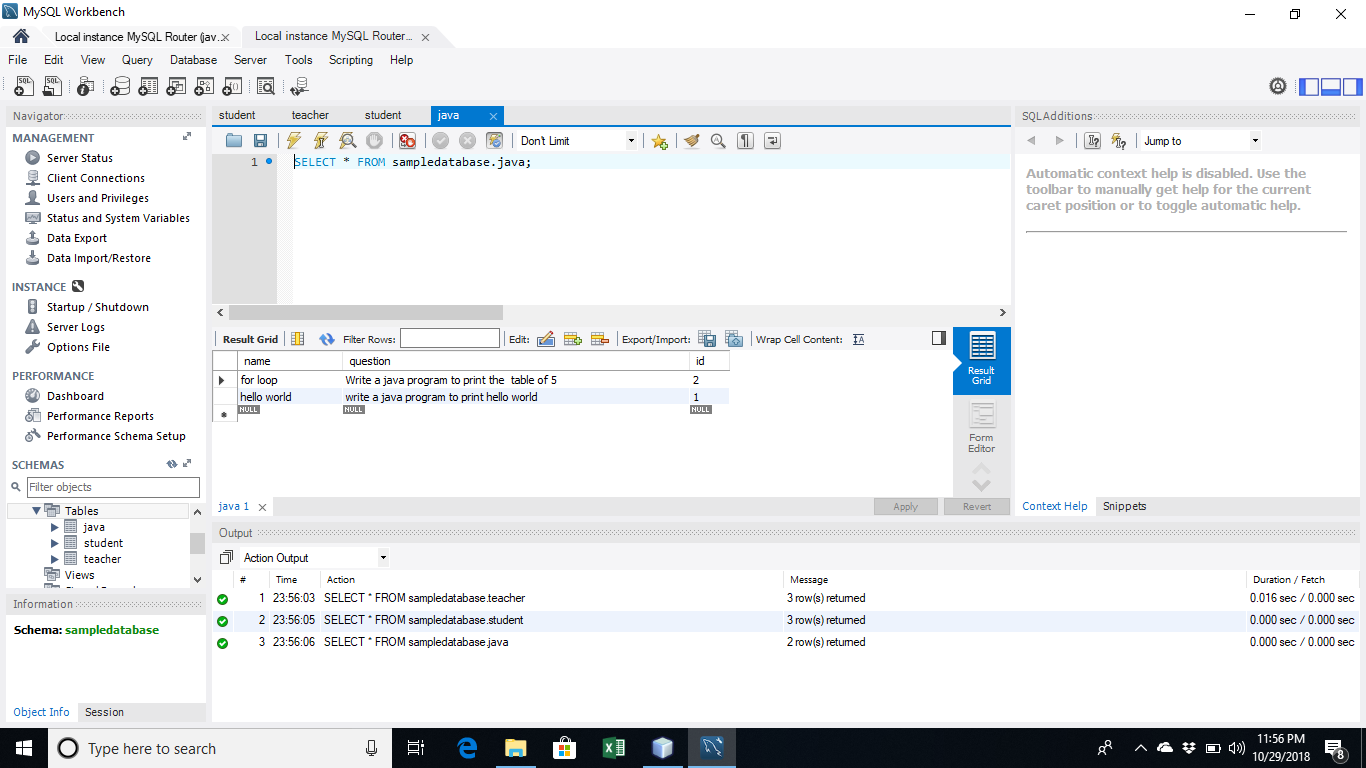 MySQL Workbench
Local instance MySQL Router (jav.
Local instance MySQL Router...
File Edit View Query Database Server Tools Scripting Help
Navigator
MANAGEMENT
Server Status
Client Connections
Users and Privileges
Status and System Variables
Data Export
Data Import/Restore
INSTANCE
Startup / Shutdown
Server Logs
Options File
PERFORMANCE
Dashboard
Performance Reports
Performance Schema Setup
SCHEMAS
Filter objects
Tables
java
student
teacher
Views
Information
Schema: sampledatabase
Object Info Session
student teacher student java
Don't Limit
1 SELECT * FROM sampledatabase.java;
Result Grid Filter Rows: Edit: Export/Import: Wrap Cell Content:
name question id
for loop Write a java program to print the  table of 5 2
hello world write a java program to print hello world 1
NULL NULL NULL
Result
Grid
Form
Editor
java 1
Apply Revert
SQLAdditions
Jump to
Automatic context help is disabled. Use the
toolbar to manually get help for the current
caret position or to toggle automatic help.
Context Help Snippets
Output
Action Output
# Time Action Message Duration / Fetch
1 23:56:03 SELECT * FROM sampledatabase.teacher 3 row(s) returned 0.016 sec / 0.000 sec
2 23:56:05 SELECT * FROM sampledatabase.student 3 row(s) returned 0.000 sec / 0.000 sec
3 23:56:06 SELECT * FROM sampledatabase.java 2 row(s) returned 0.000 sec / 0.000 sec
Type here to search
11:56 PM
10/29/2018
8